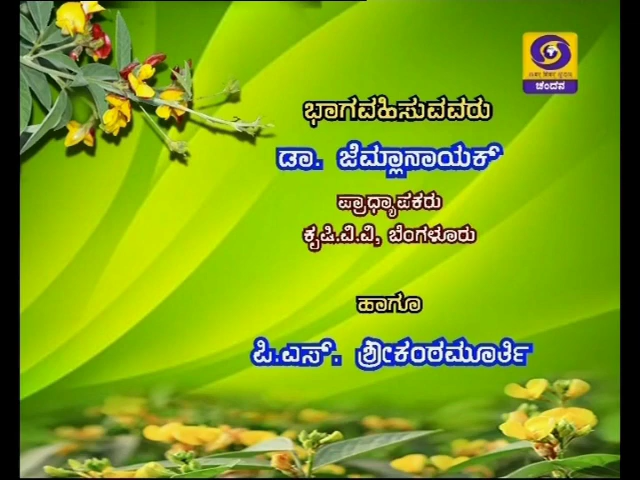 ಚಂದನ
ಭಾಗವಹಿಸುವವರು
ಡಾ. ಜೆಮ್ಲಾನಾಯಕ್
ಪ್ರಾಧ್ಯಾಪಕರು
ಕೃಷಿ.ವಿ.ವಿ, ಬೆಂಗಳೂರು
ಹಾಗೂ
ಪಿ.ಎಸ್. ಶ್ರೀಕಂಠಮೂರ್ತಿ